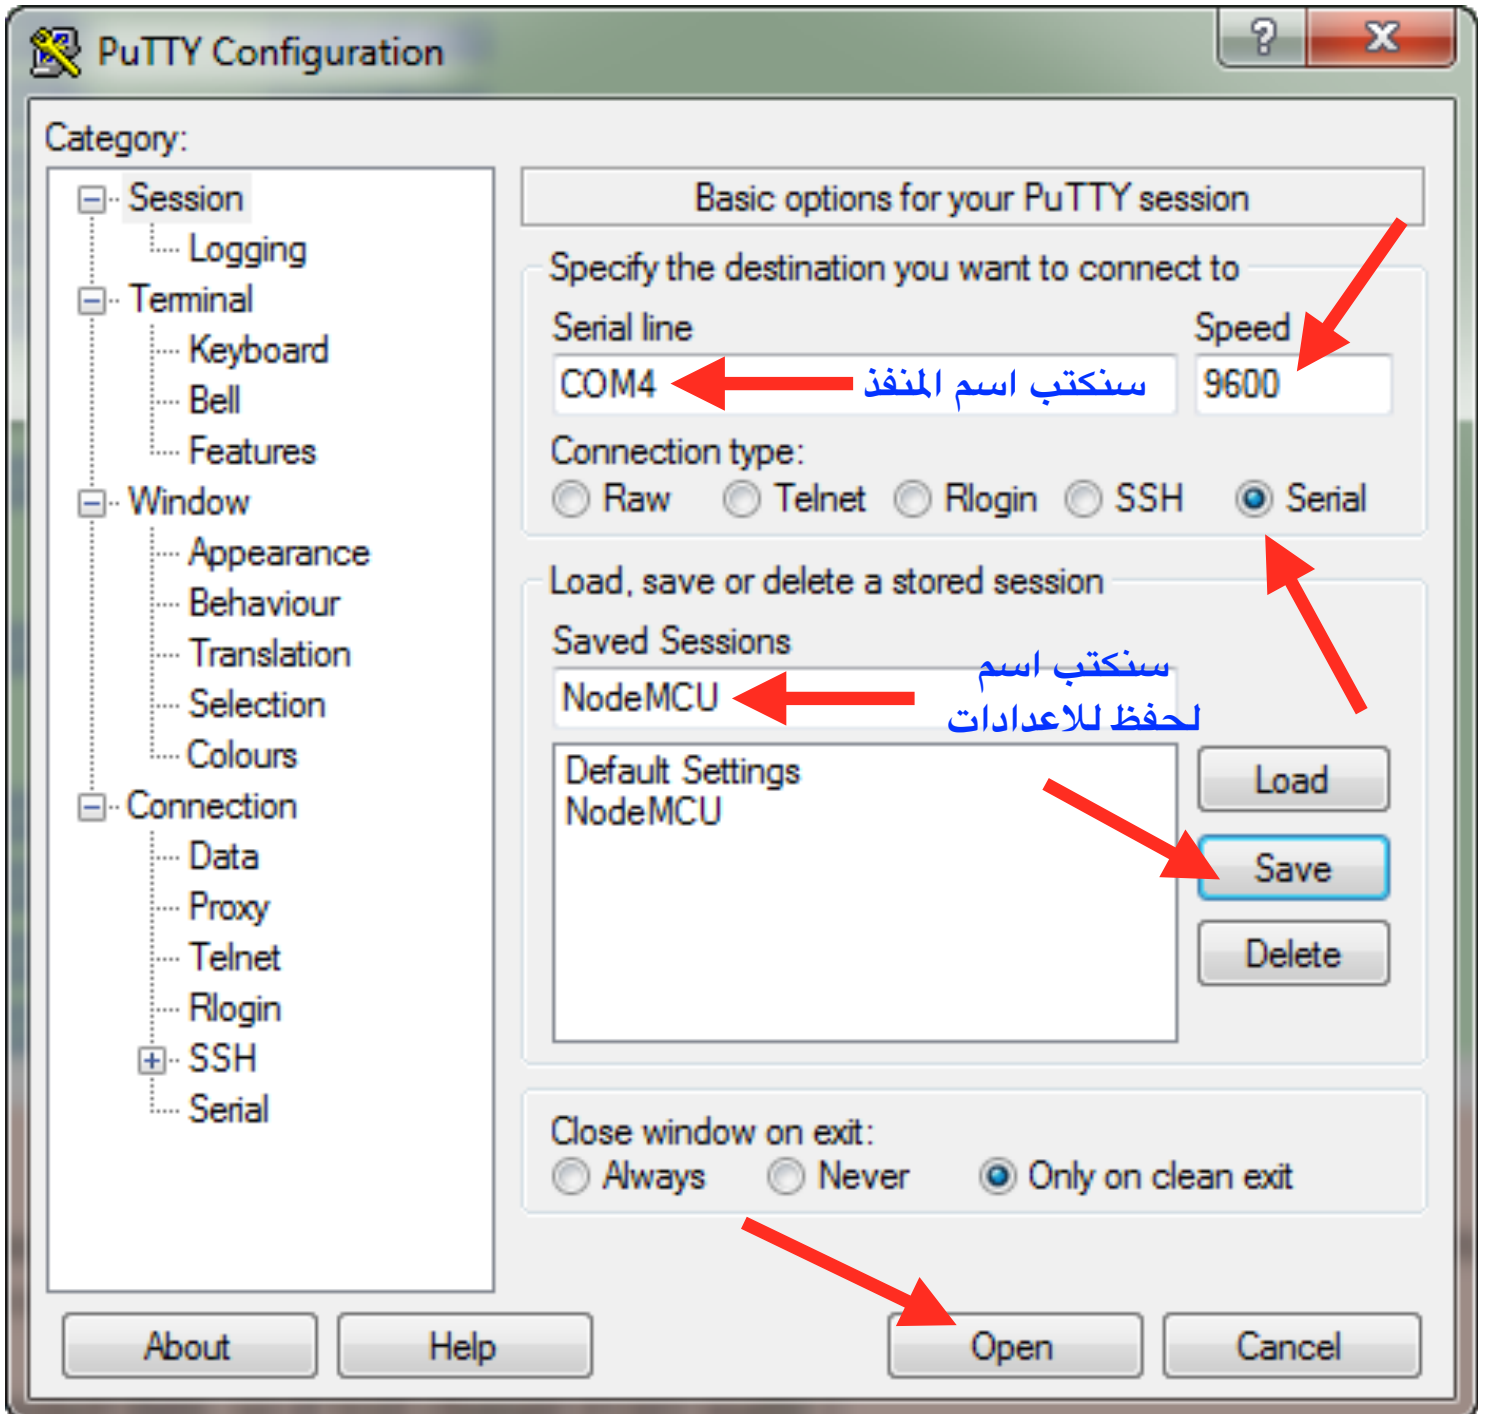 PuTTY Configuration
?
Category:
Session
Logging
Terminal
Keyboard
Bell
Features
Window
Appearance
Behaviour
Translation
Selection
Colours
Connection
Data
Proxy
Telnet
Rlogin
SSH
Serial
Basic options for your PuTTY session
Specify the destination you want to connect to
Serial line Speed
COM4 سنكتب اسم المنفذ 9600
Connection type:
Raw Telnet Rlogin SSH Serial
Load, save or delete a stored session
Saved Sessions
NodeMCU
سنكتب اسم
لحفظ للاعدادات
Default Settings
NodeMCU
Load
Save
Delete
Close window on exit:
Always Never Only on clean exit
About Help Open Cancel